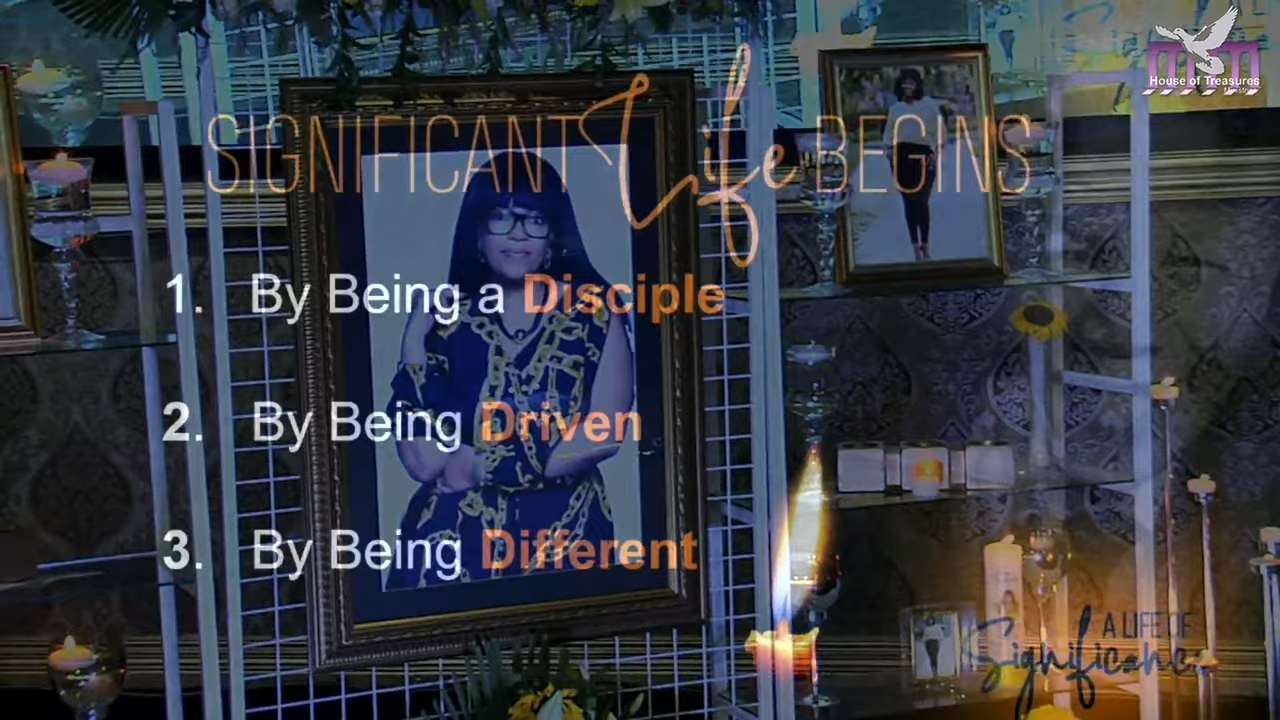 House of Treasures
SIGNIFICANT Life BEGINS
1. By Being a Disciple
2. By Being Driven
3. By Being Different
A LIFE OF
Significance